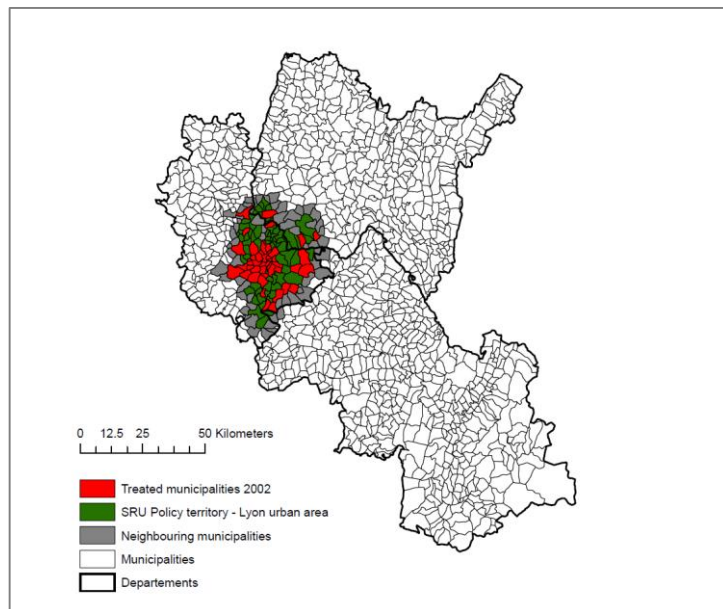 0 12.5 25 50 Kilometers
Treated municipalities 2002
SRU Policy territory - Lyon urban area
Neighbouring municipalities
Municipalities
Departements